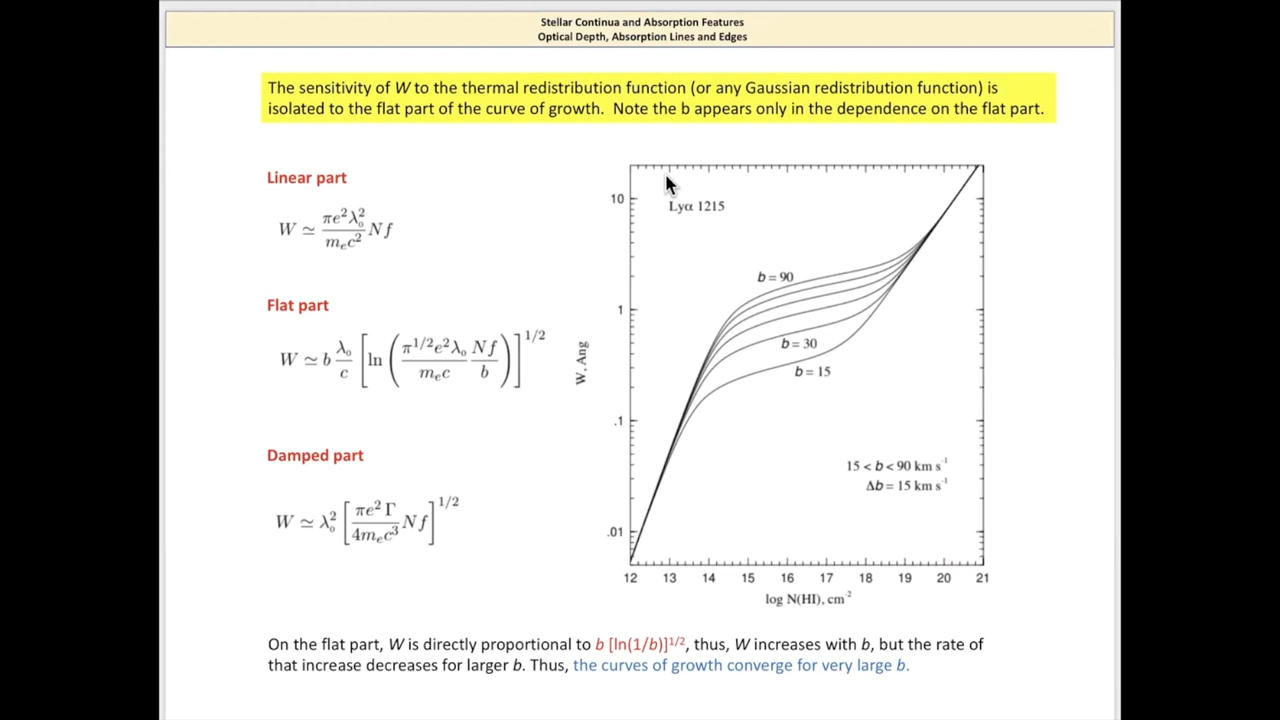 Stellar Continua and Absorption Features
Optical Depth, Absorption Lines and Edges
The sensitivity of W to the thermal redistribution function (or any Gaussian redistribution function) is
isolated to the flat part of the curve of growth. Note the b appears only in the dependence on the flat part.
Linear part
W ≃ πe²λ₀²/mₑc² Nf
Flat part
W ≃ b λ₀/c [ln (π^1/2 e²λ₀/mₑc Nf/b)]^1/2
Damped part
W ≃ λ₀² [πe² Γ/4mₑc³ Nf]^1/2
Lyα 1215
b = 90
b = 30
b = 15
15 < b < 90 km s⁻¹
Δb = 15 km s⁻¹
W, Ang
10
1
.1
.01
12 13 14 15 16 17 18 19 20 21
log N(HI), cm⁻²
On the flat part, W is directly proportional to b [ln(1/b)]^1/2, thus, W increases with b, but the rate of
that increase decreases for larger b. Thus, the curves of growth converge for very large b.